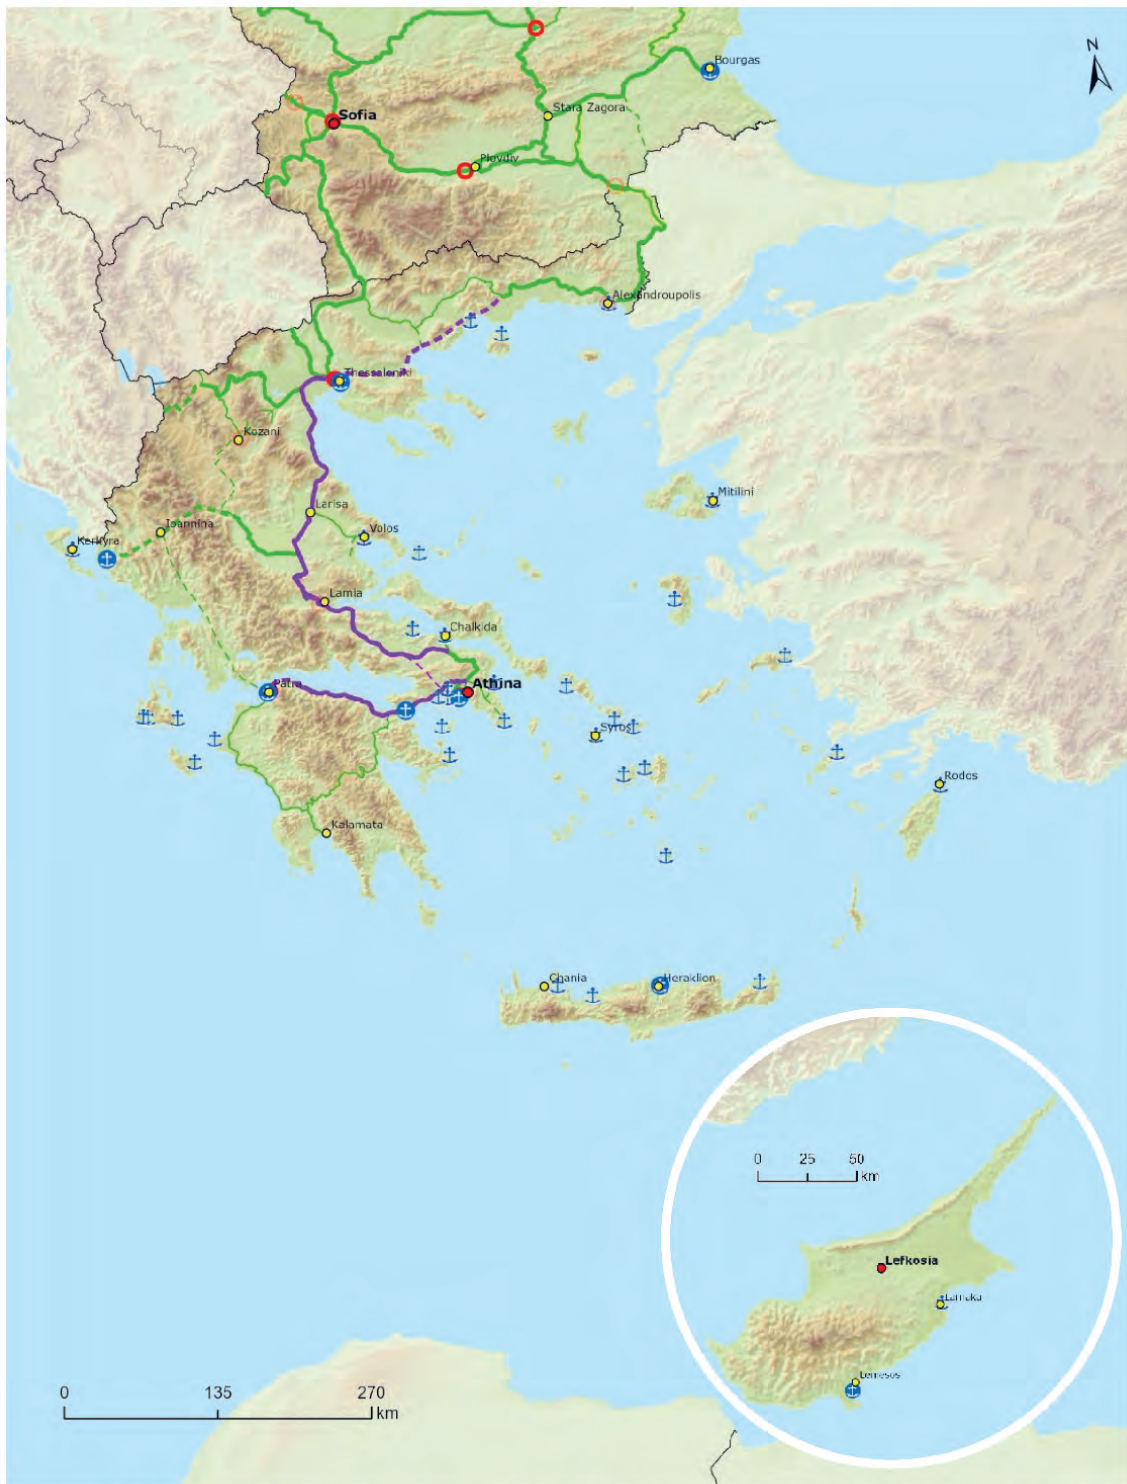 N
Bourgas
Stara Zagora
Sofia
Plovdiv
Alexandroupolis
Thessaloniki
Kozani
Mitilini
Larisa
Ioannina
Volos
Kerkyra
Lamia
Chalkida
Patra
Athina
Syros
Rodos
Kalamata
Chania
Heraklion
0 25 50
km
Lefkosia
Larnaka
Lemesos
0 135 270
km